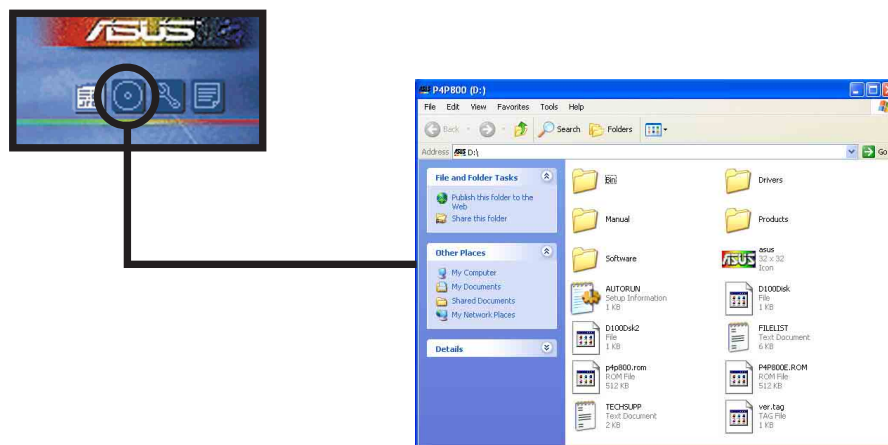 ASUS
P4P800 (D:)
File Edit View Favorites Tools Help
Back Search Folders
Address D:\ Go
File and Folder Tasks
Publish this folder to the
Web
Share this folder
Other Places
My Computer
My Documents
Shared Documents
My Network Places
Details
Bin
Drivers
Manual
Products
Software
ASUS
asus
32 x 32
Icon
AUTORUN
Setup Information
1 KB
D100Disk
File
1 KB
D100Dsk2
File
1 KB
FILELIST
Text Document
6 KB
p4p800.rom
ROM File
512 KB
P4P800E.ROM
ROM File
512 KB
TECHSUPP
Text Document
2 KB
ver.tag
TAG File
1 KB